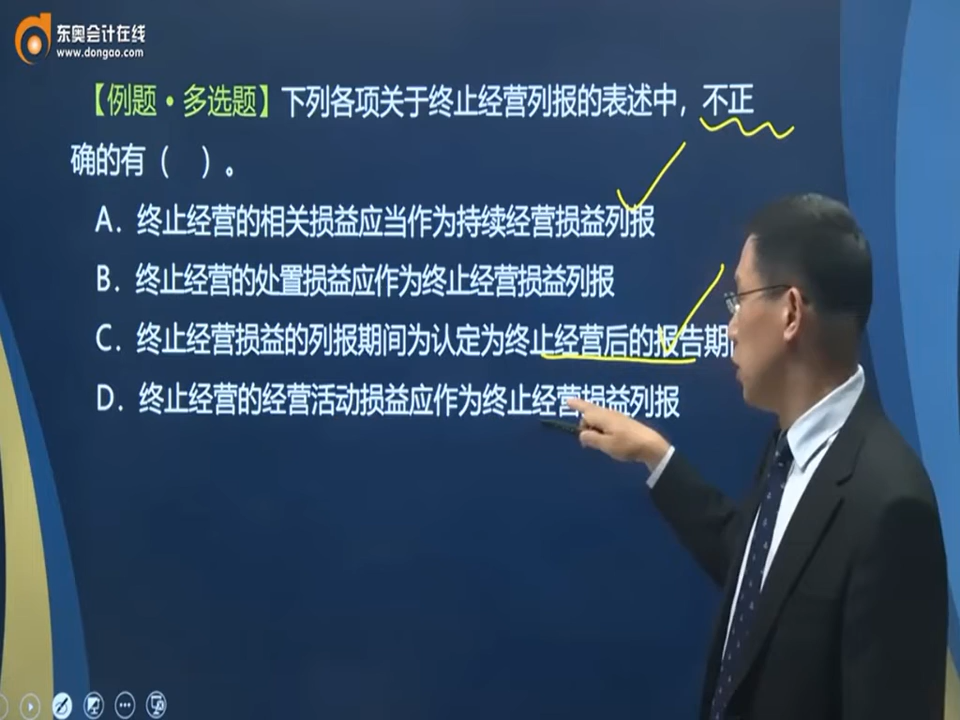 东奥会计在线
www.dongao.com
【例题·多选题】下列各项关于终止经营列报的表述中，不正
确的有（ ）。
A．终止经营的相关损益应当作为持续经营损益列报
B．终止经营的处置损益应作为终止经营损益列报
C．终止经营损益的列报期间为认定为终止经营后的报告期
D．终止经营的经营活动损益应作为终止经营损益列报